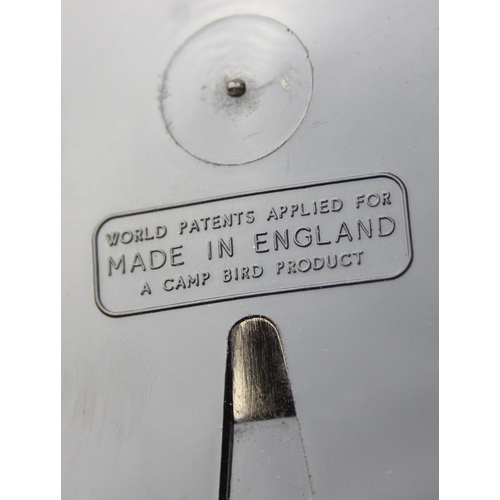 WORLD PATENTS APPLIED FOR
MADE IN ENGLAND
A CAMP BIRD PRODUCT